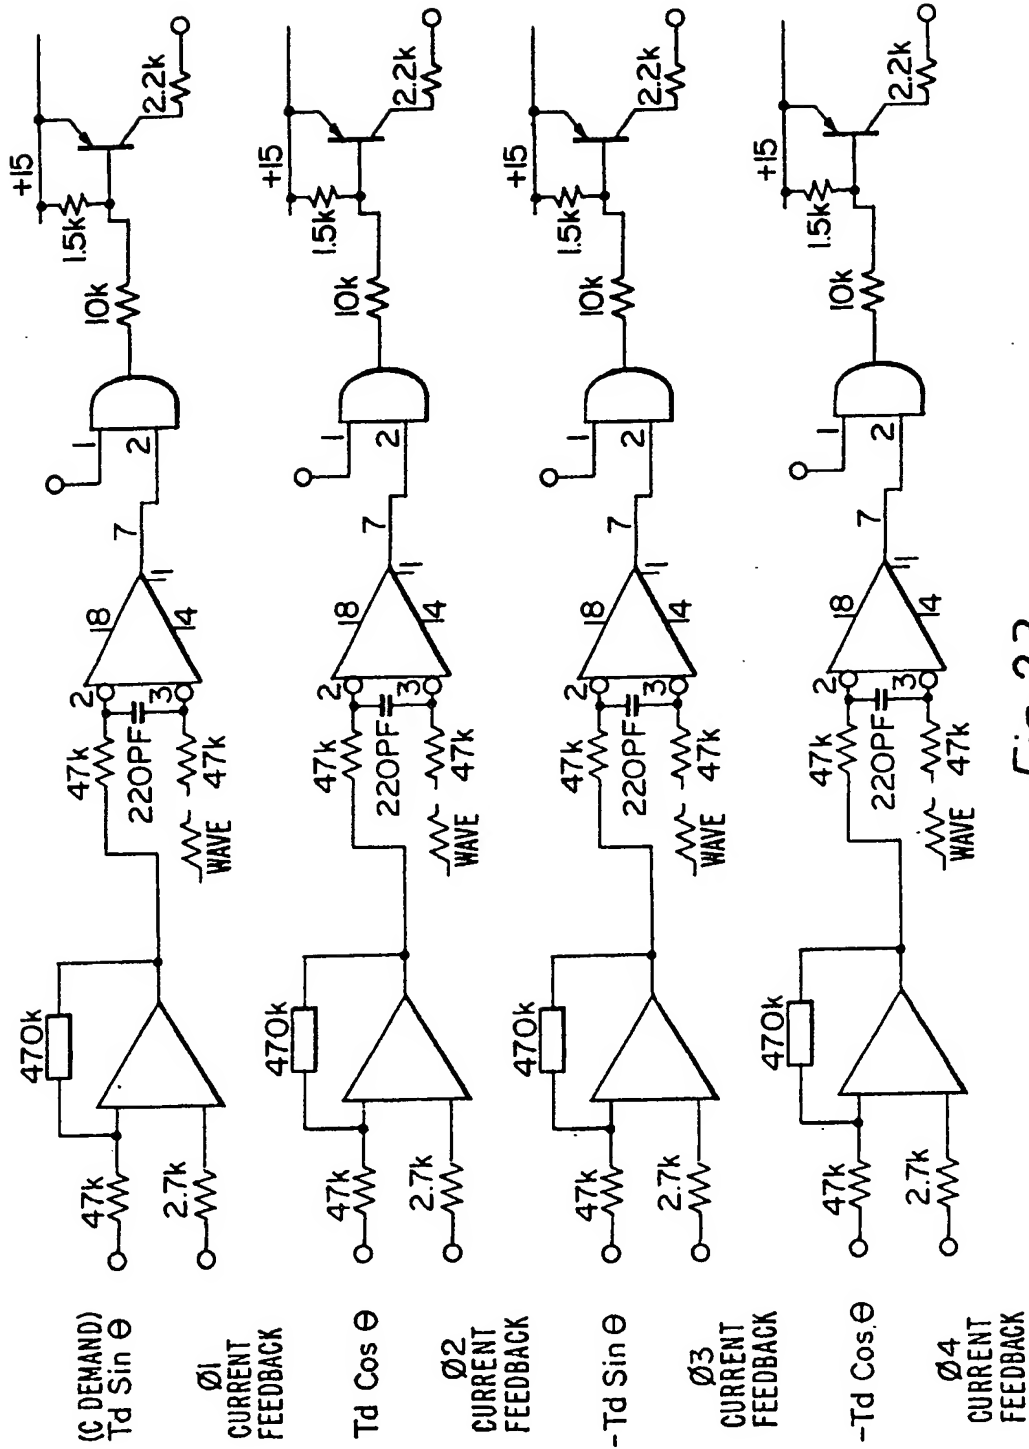 (C DEMAND)
Td Sin Θ
Ø1
CURRENT
FEEDBACK
47k
2.7k
470k
47k
220PF
47k
WAVE
2
3
18
14
11
7
1
2
10k
1.5k
+15
2.2k
Td Cos Θ
Ø2
CURRENT
FEEDBACK
47k
2.7k
470k
47k
220PF
47k
WAVE
2
3
18
14
11
7
1
2
10k
1.5k
+15
2.2k
-Td Sin Θ
Ø3
CURRENT
FEEDBACK
47k
2.7k
470k
47k
220PF
47k
WAVE
2
3
18
14
11
7
1
2
10k
1.5k
+15
2.2k
-Td Cos Θ
Ø4
CURRENT
FEEDBACK
47k
2.7k
470k
47k
220PF
47k
WAVE
2
3
18
14
11
7
1
2
10k
1.5k
+15
2.2k